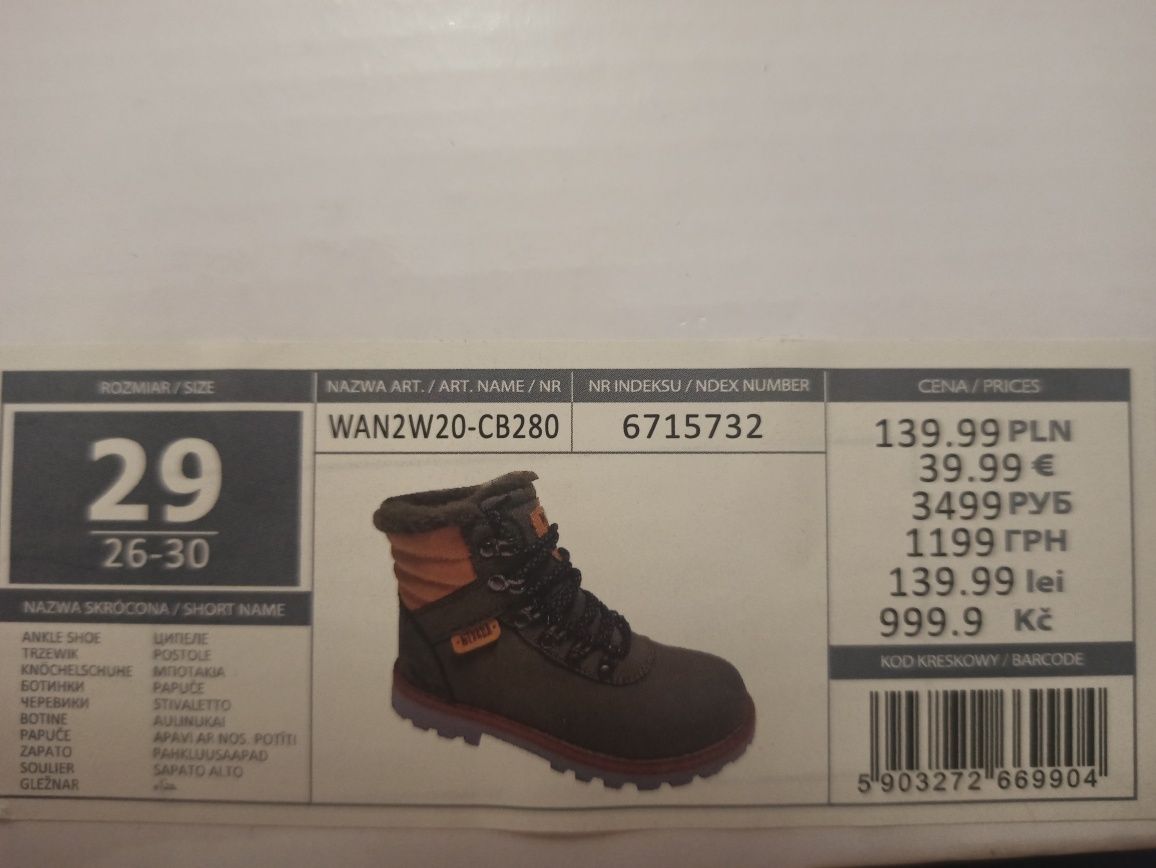 ROZMIAR / SIZE
29
26-30
NAZWA SKRÓCONA / SHORT NAME
ANKLE SHOE
TRZEWIK
KNÖCHELSCHUHE
БОТИНКИ
ЧЕРЕВИКИ
BOTINE
PAPUČE
ZAPATO
SOULIER
GLEŽNAR
ЦИПЕЛЕ
POSTOLE
ΜΠΟΤΑΚΙΑ
PAPUČE
STIVALETTO
AULINUKAI
APAVI AR NOS. POTĪTI
PAHKLUUSAAPAD
SAPATO ALTO
NAZWA ART. / ART. NAME / NR
WAN2W20-CB280
NR INDEKSU / NDEX NUMBER
6715732
CENA / PRICES
139.99 PLN
39.99 €
3499 РУБ
1199 ГРН
139.99 lei
999.9 Kč
KOD KRESKOWY / BARCODE
5 903272 669904